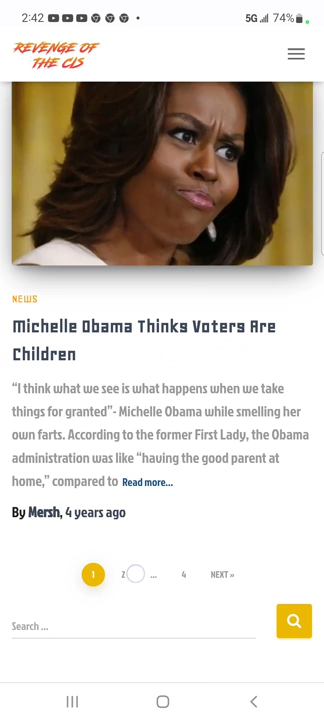 2:42
5G 74%
REVENGE OF
THE CIS
NEWS
Michelle Obama Thinks Voters Are
Children
“I think what we see is what happens when we take
things for granted”- Michelle Obama while smelling her
own farts. According to the former First Lady, the Obama
administration was like “having the good parent at
home,” compared to Read more...
By Mersh, 4 years ago
1 2 ... 4 NEXT »
Search ...